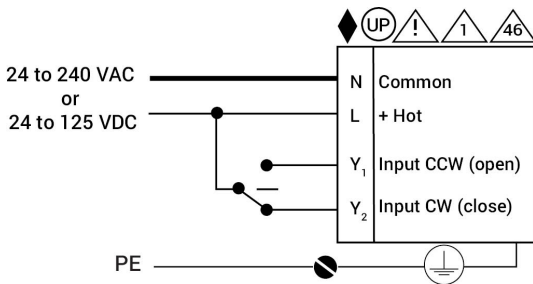 UP ! 1 46
24 to 240 VAC
or
24 to 125 VDC
N Common
L + Hot
Y1 Input CCW (open)
Y2 Input CW (close)
PE